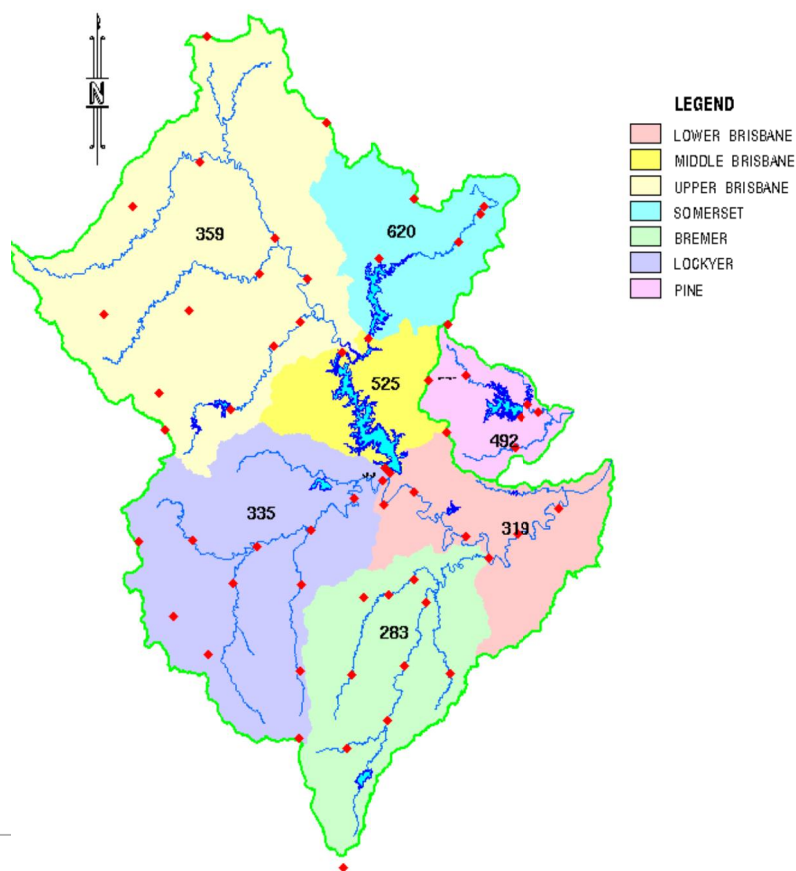 N
LEGEND
LOWER BRISBANE
MIDDLE BRISBANE
UPPER BRISBANE
SOMERSET
BREMER
LOCKYER
PINE
359
620
525
492
335
319
283